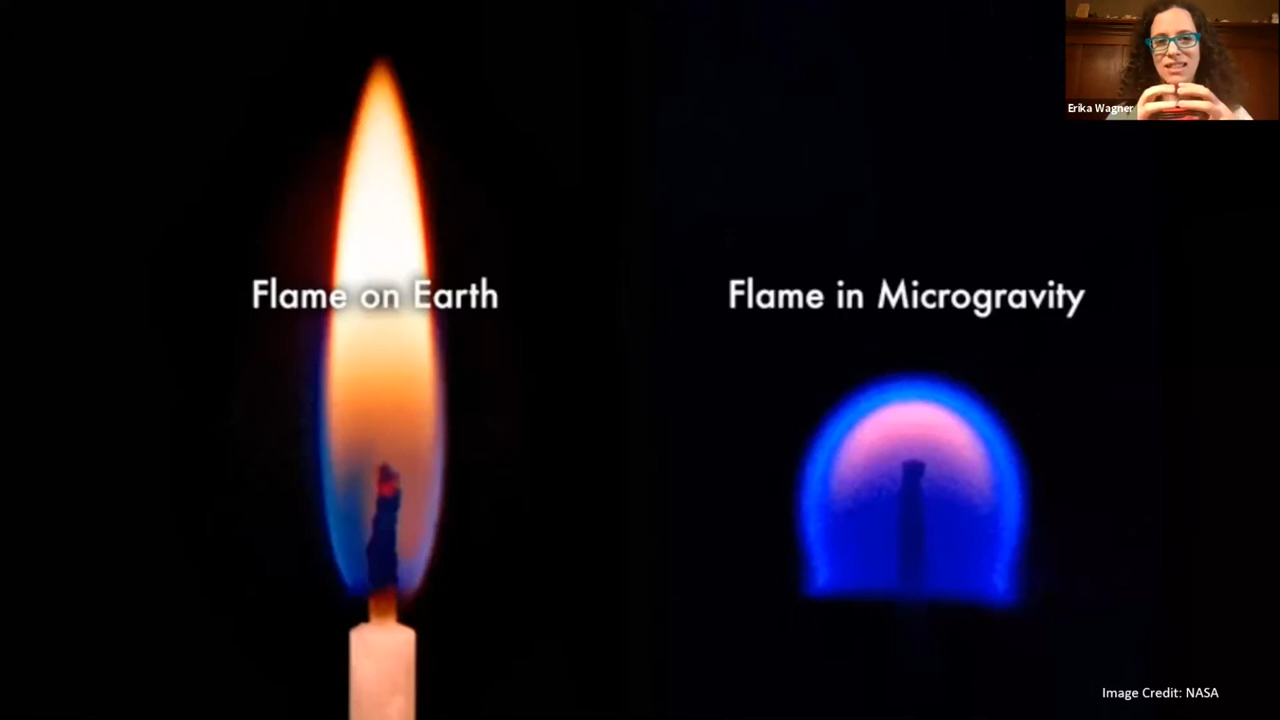 Erika Wagner
Flame on Earth
Flame in Microgravity
Image Credit: NASA